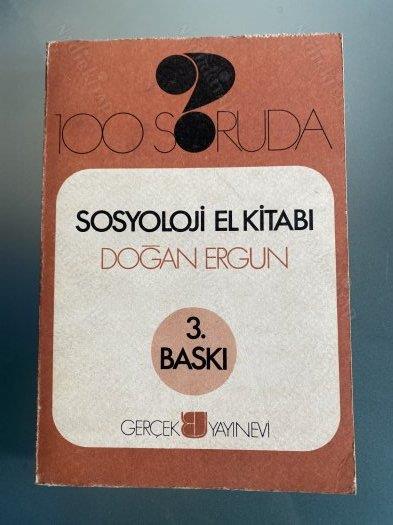 100 SORUDA
SOSYOLOJİ EL KİTABI
DOĞAN ERGUN
3.
BASKI
GERÇEK YAYINEVİ